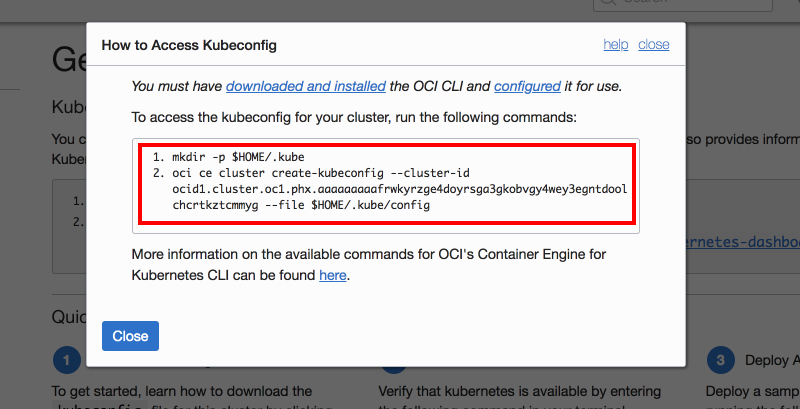 Search
How to Access Kubeconfig
help close
Ge
You must have downloaded and installed the OCI CLI and configured it for use.
Kub
To access the kubeconfig for your cluster, run the following commands:
You c
so provides inform
Kuber
1. mkdir -p $HOME/.kube
2. oci ce cluster create-kubeconfig --cluster-id
ocid1.cluster.oc1.phx.aaaaaaaaafrwkyrzge4doyrsga3gkobvgy4wey3egntdool
chcrtkztcmmyg --file $HOME/.kube/config
1.
2.
ernetes-dashboa
More information on the available commands for OCI's Container Engine for
Kubernetes CLI can be found here.
Quic
Close
1
3 Deploy A
To get started, learn how to download the
Verify that kubernetes is available by entering
Deploy a samp
kubeconfig file for this cluster by clicking
the following command in your terminal
running the foll